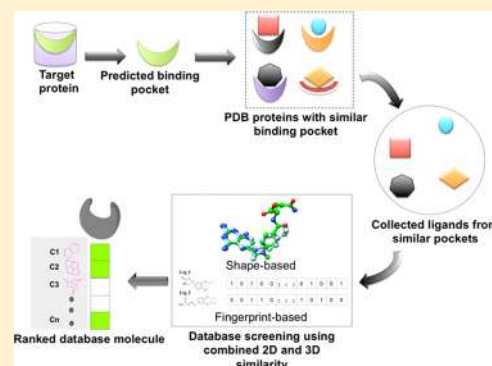 Target
protein
Predicted binding
pocket
PDB proteins with similar
binding pocket
Collected ligands from
similar pockets
Shape-based
Fingerprint-based
Database screening using
combined 2D and 3D
similarity
C1
C2
C3
Cn
Ranked database molecule